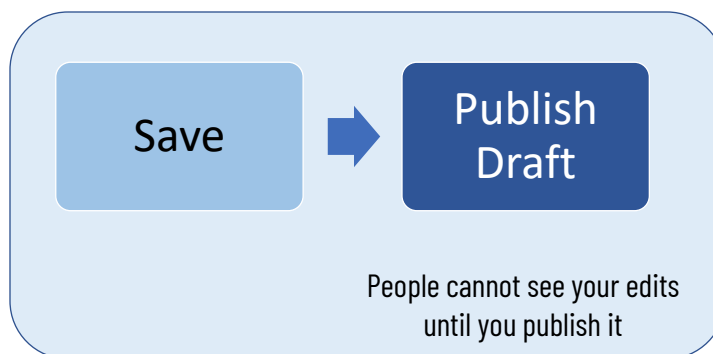 Save
Publish
Draft
People cannot see your edits
until you publish it